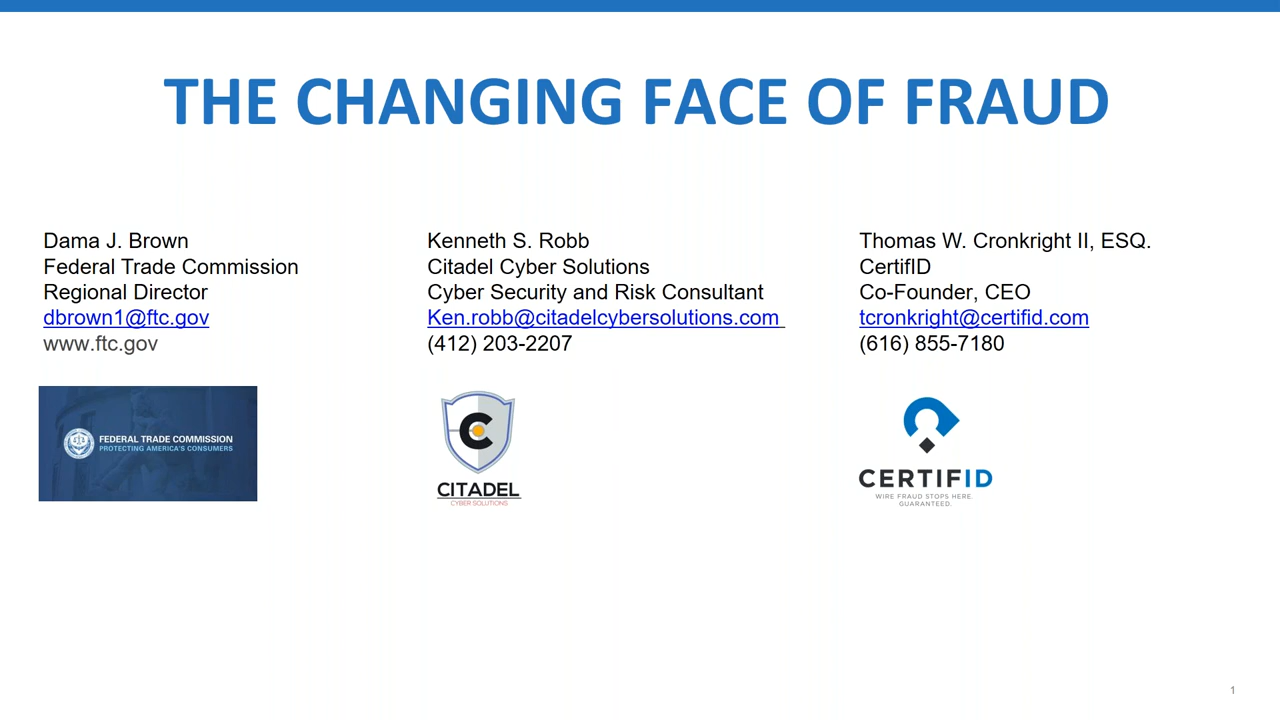 THE CHANGING FACE OF FRAUD
Dama J. Brown
Federal Trade Commission
Regional Director
dbrown1@ftc.gov
www.ftc.gov
FEDERAL TRADE COMMISSION
PROTECTING AMERICA'S CONSUMERS
Kenneth S. Robb
Citadel Cyber Solutions
Cyber Security and Risk Consultant
Ken.robb@citadelcybersolutions.com
(412) 203-2207
C
CITADEL
CYBER SOLUTIONS
Thomas W. Cronkright II, ESQ.
CertifID
Co-Founder, CEO
tcronkright@certifid.com
(616) 855-7180
CERTIFID
WIRE FRAUD STOPS HERE.
GUARANTEED.
1